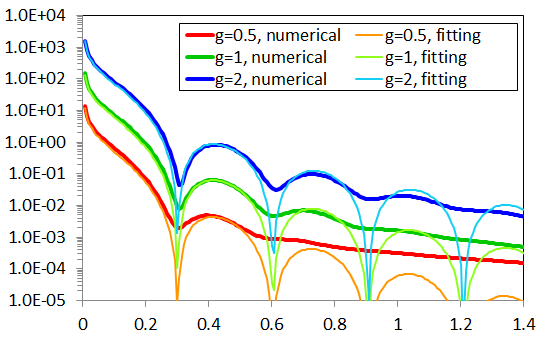 1.0E+04
g=0.5, numerical g=0.5, fitting
1.0E+03
g=1, numerical g=1, fitting
1.0E+02
g=2, numerical g=2, fitting
1.0E+01
1.0E+00
1.0E-01
1.0E-02
1.0E-03
1.0E-04
1.0E-05
0 0.2 0.4 0.6 0.8 1 1.2 1.4